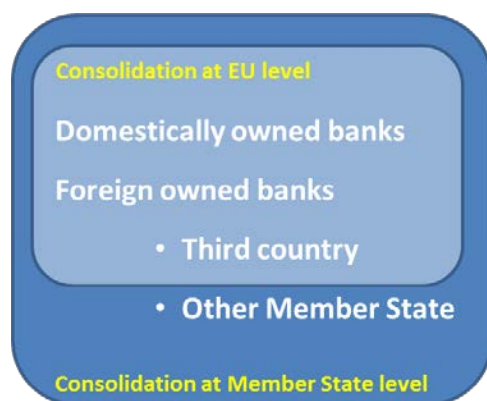 Consolidation at EU level
Domestically owned banks
Foreign owned banks
• Third country
• Other Member State
Consolidation at Member State level